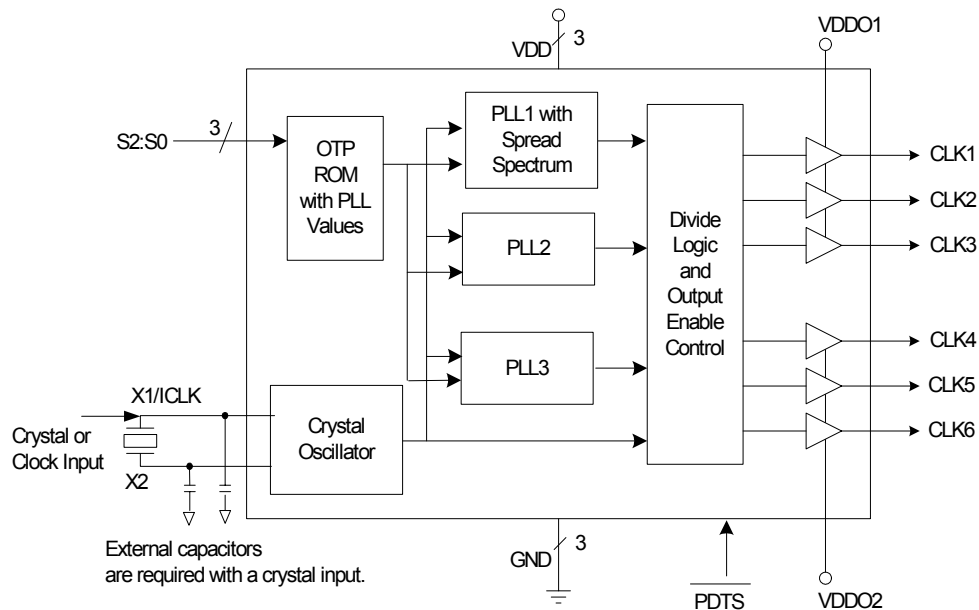 VDD
3
VDDO1
S2:S0
3
OTP
ROM
with PLL
Values
PLL1 with
Spread
Spectrum
PLL2
PLL3
Divide
Logic
and
Output
Enable
Control
CLK1
CLK2
CLK3
CLK4
CLK5
CLK6
X1/ICLK
Crystal or
Clock Input
X2
Crystal
Oscillator
External capacitors
are required with a crystal input.
GND
3
PDTS
VDDO2